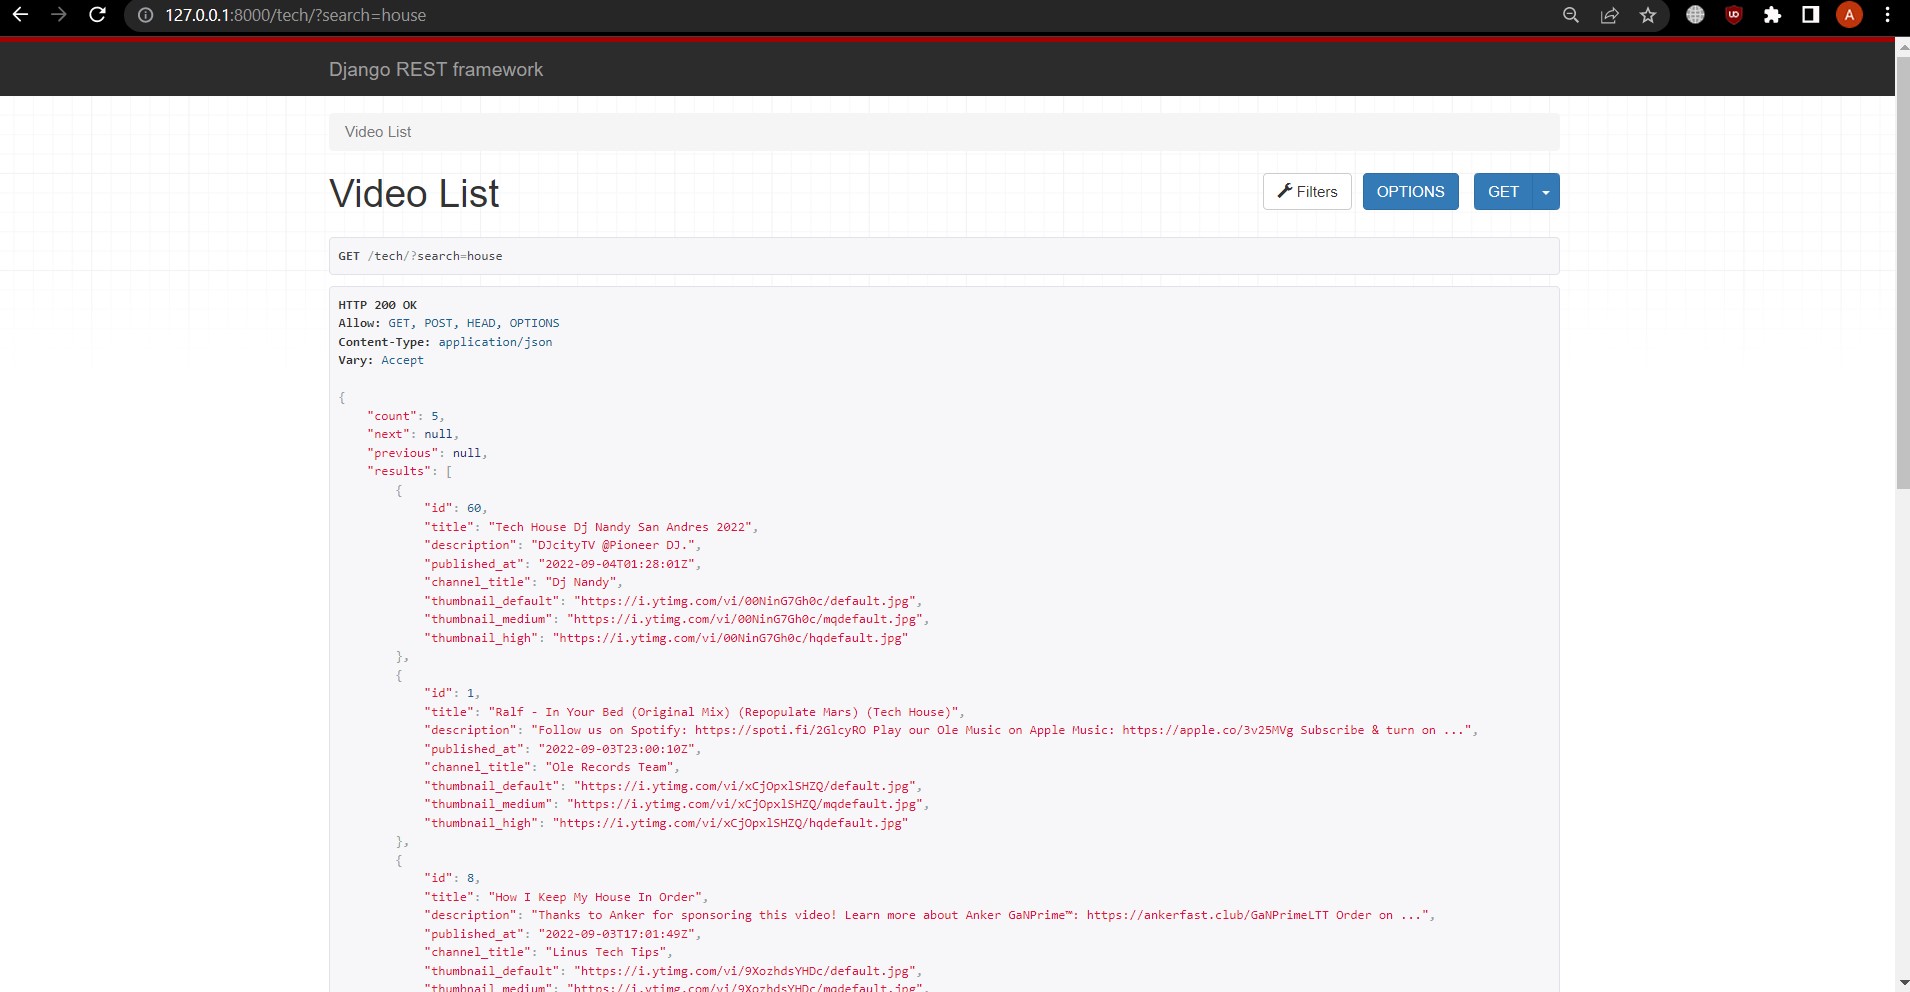 127.0.0.1:8000/tech/?search=house
A
Django REST framework
Video List
Video List
Filters
OPTIONS
GET
GET /tech/?search=house
HTTP 200 OK
Allow: GET, POST, HEAD, OPTIONS
Content-Type: application/json
Vary: Accept
{
"count": 5,
"next": null,
"previous": null,
"results": [
{
"id": 60,
"title": "Tech House Dj Nandy San Andres 2022",
"description": "DJcityTV @Pioneer DJ.",
"published_at": "2022-09-04T01:28:01Z",
"channel_title": "Dj Nandy",
"thumbnail_default": "https://i.ytimg.com/vi/00NinG7Gh0c/default.jpg",
"thumbnail_medium": "https://i.ytimg.com/vi/00NinG7Gh0c/mqdefault.jpg",
"thumbnail_high": "https://i.ytimg.com/vi/00NinG7Gh0c/hqdefault.jpg"
},
{
"id": 1,
"title": "Ralf - In Your Bed (Original Mix) (Repopulate Mars) (Tech House)",
"description": "Follow us on Spotify: https://spoti.fi/2GlcyRO Play our Ole Music on Apple Music: https://apple.co/3v25MVg Subscribe & turn on ...",
"published_at": "2022-09-03T23:00:10Z",
"channel_title": "Ole Records Team",
"thumbnail_default": "https://i.ytimg.com/vi/xCjOpxlSHZQ/default.jpg",
"thumbnail_medium": "https://i.ytimg.com/vi/xCjOpxlSHZQ/mqdefault.jpg",
"thumbnail_high": "https://i.ytimg.com/vi/xCjOpxlSHZQ/hqdefault.jpg"
},
{
"id": 8,
"title": "How I Keep My House In Order",
"description": "Thanks to Anker for sponsoring this video! Learn more about Anker GaNPrime™: https://ankerfast.club/GaNPrimeLTT Order on ...",
"published_at": "2022-09-03T17:01:49Z",
"channel_title": "Linus Tech Tips",
"thumbnail_default": "https://i.ytimg.com/vi/9XozhdsYHDc/default.jpg",
"thumbnail_medium": "https://i.ytimg.com/vi/9XozhdsYHDc/mqdefault.jpg",